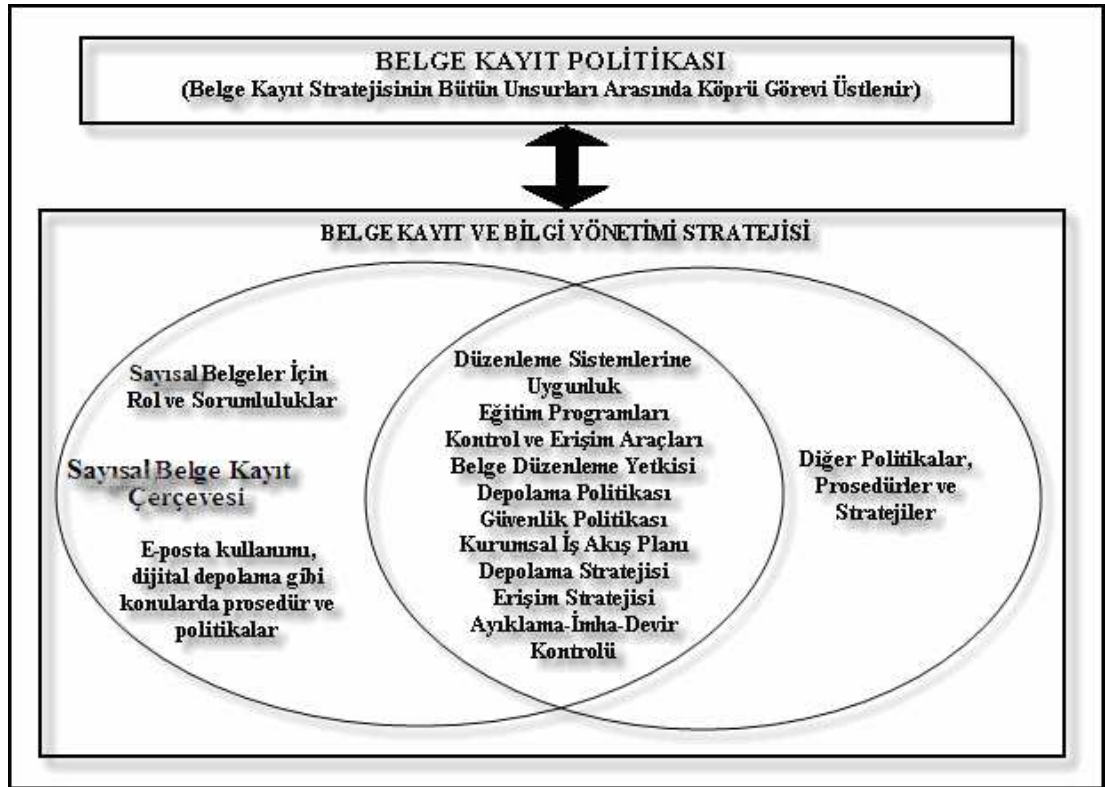 BELGE KAYIT POLİTİKASI
(Belge Kayıt Stratejisinin Bütün Unsurları Arasında Köprü Görevi Üstlenir)
BELGE KAYIT VE BİLGİ YÖNETİMİ STRATEJİSİ
Sayısal Belgeler İçin
Rol ve Sorumluluklar
Sayısal Belge Kayıt
Çerçevesi
E-posta kullanımı,
dijital depolama gibi
konularda prosedür ve
politikalar
Düzenleme Sistemlerine
Uygunluk
Eğitim Programları
Kontrol ve Erişim Araçları
Belge Düzenleme Yetkisi
Depolama Politikası
Güvenlik Politikası
Kurumsal İş Akış Planı
Depolama Stratejisi
Erişim Stratejisi
Ayıklama-İmha-Devir
Kontrolü
Diğer Politikalar,
Prosedürler ve
Stratejiler